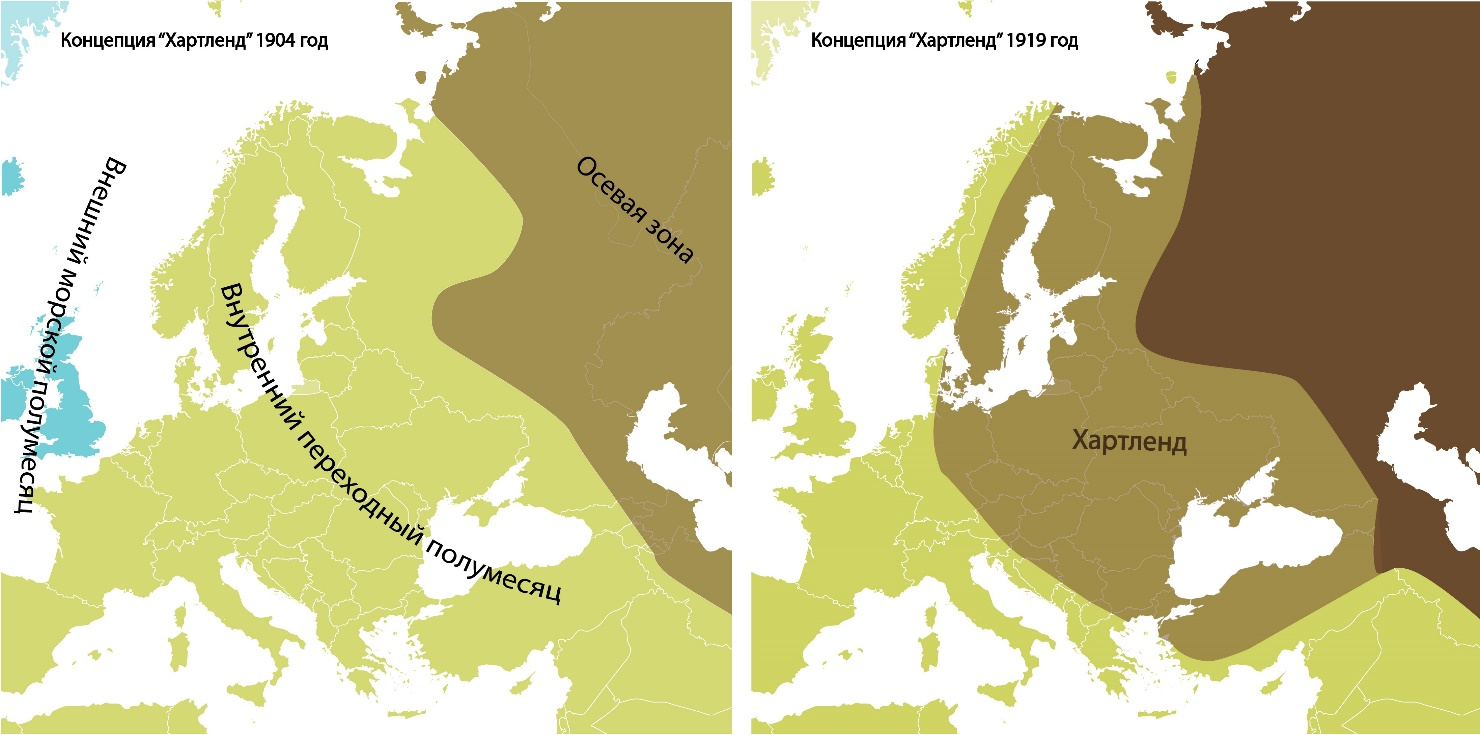 Концепция “Хартленд” 1904 год
Внешний морской полумесяц
Осевая зона
Внутренний переходный полумесяц
Концепция “Хартленд” 1919 год
Хартленд